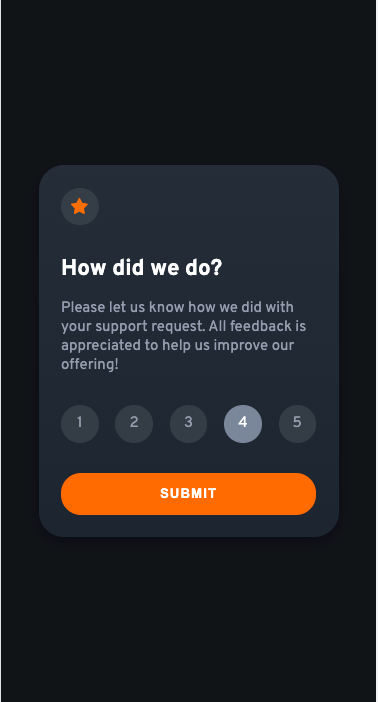 How did we do?
Please let us know how we did with
your support request. All feedback is
appreciated to help us improve our
offering!
1 2 3 4 5
SUBMIT